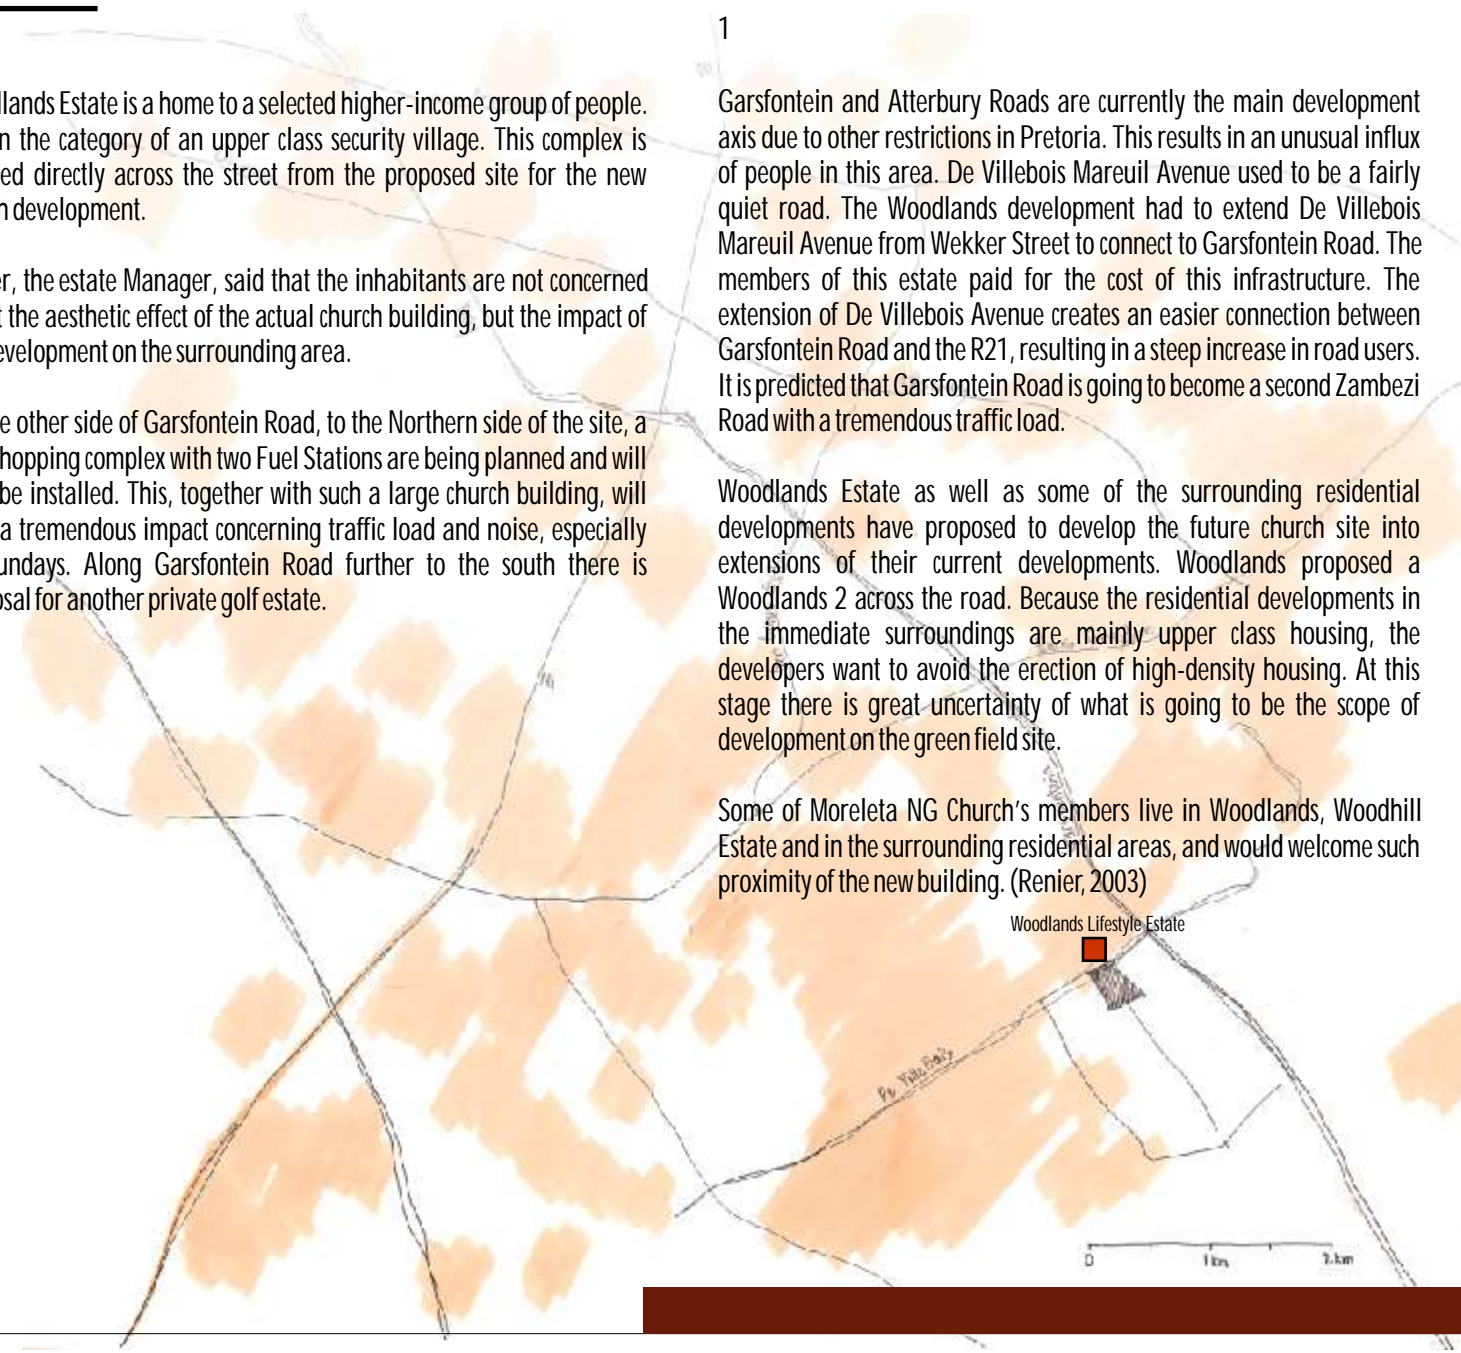 1
llands Estate is a home to a selected higher-income group of people.
n the category of an upper class security village. This complex is
ed directly across the street from the proposed site for the new
h development.
er, the estate Manager, said that the inhabitants are not concerned
t the aesthetic effect of the actual church building, but the impact of
evelopment on the surrounding area.
e other side of Garsfontein Road, to the Northern side of the site, a
hopping complex with two Fuel Stations are being planned and will
be installed. This, together with such a large church building, will
a tremendous impact concerning traffic load and noise, especially
undays. Along Garsfontein Road further to the south there is
osal for another private golf estate.
Garsfontein and Atterbury Roads are currently the main development
axis due to other restrictions in Pretoria. This results in an unusual influx
of people in this area. De Villebois Mareuil Avenue used to be a fairly
quiet road. The Woodlands development had to extend De Villebois
Mareuil Avenue from Wekker Street to connect to Garsfontein Road. The
members of this estate paid for the cost of this infrastructure. The
extension of De Villebois Avenue creates an easier connection between
Garsfontein Road and the R21, resulting in a steep increase in road users.
It is predicted that Garsfontein Road is going to become a second Zambezi
Road with a tremendous traffic load.
Woodlands Estate as well as some of the surrounding residential
developments have proposed to develop the future church site into
extensions of their current developments. Woodlands proposed a
Woodlands 2 across the road. Because the residential developments in
the immediate surroundings are mainly upper class housing, the
developers want to avoid the erection of high-density housing. At this
stage there is great uncertainty of what is going to be the scope of
development on the green field site.
Some of Moreleta NG Church's members live in Woodlands, Woodhill
Estate and in the surrounding residential areas, and would welcome such
proximity of the new building. (Renier, 2003)
Woodlands Lifestyle Estate
N1
0 1 km 2 km